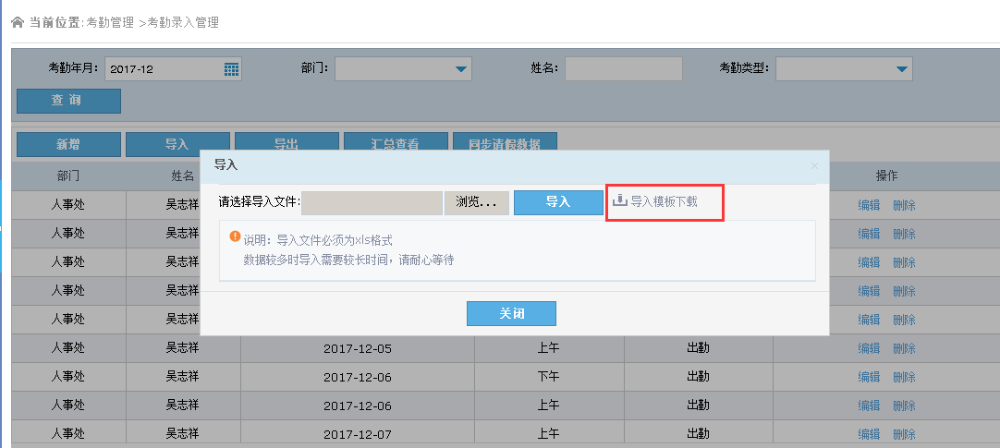 当前位置:考勤管理 >考勤录入管理
考勤年月: 2017-12 部门: 姓名: 考勤类型:
查 询
新增 导入 导出 汇总查看 同步请假数据
导入 ×
部门 姓名 操作
请选择导入文件: 浏览... 导入 导入模板下载
人事处 吴志祥 编辑 删除
人事处 吴志祥 编辑 删除
说明: 导入文件必须为xls格式
数据较多时导入需要较长时间，请耐心等待
人事处 吴志祥 编辑 删除
人事处 吴志祥 编辑 删除
人事处 吴志祥 编辑 删除
关闭
人事处 吴志祥 2017-12-05 上午 出勤 编辑 删除
人事处 吴志祥 2017-12-06 下午 出勤 编辑 删除
人事处 吴志祥 2017-12-06 上午 出勤 编辑 删除
人事处 吴志祥 2017-12-07 上午 出勤 编辑 删除